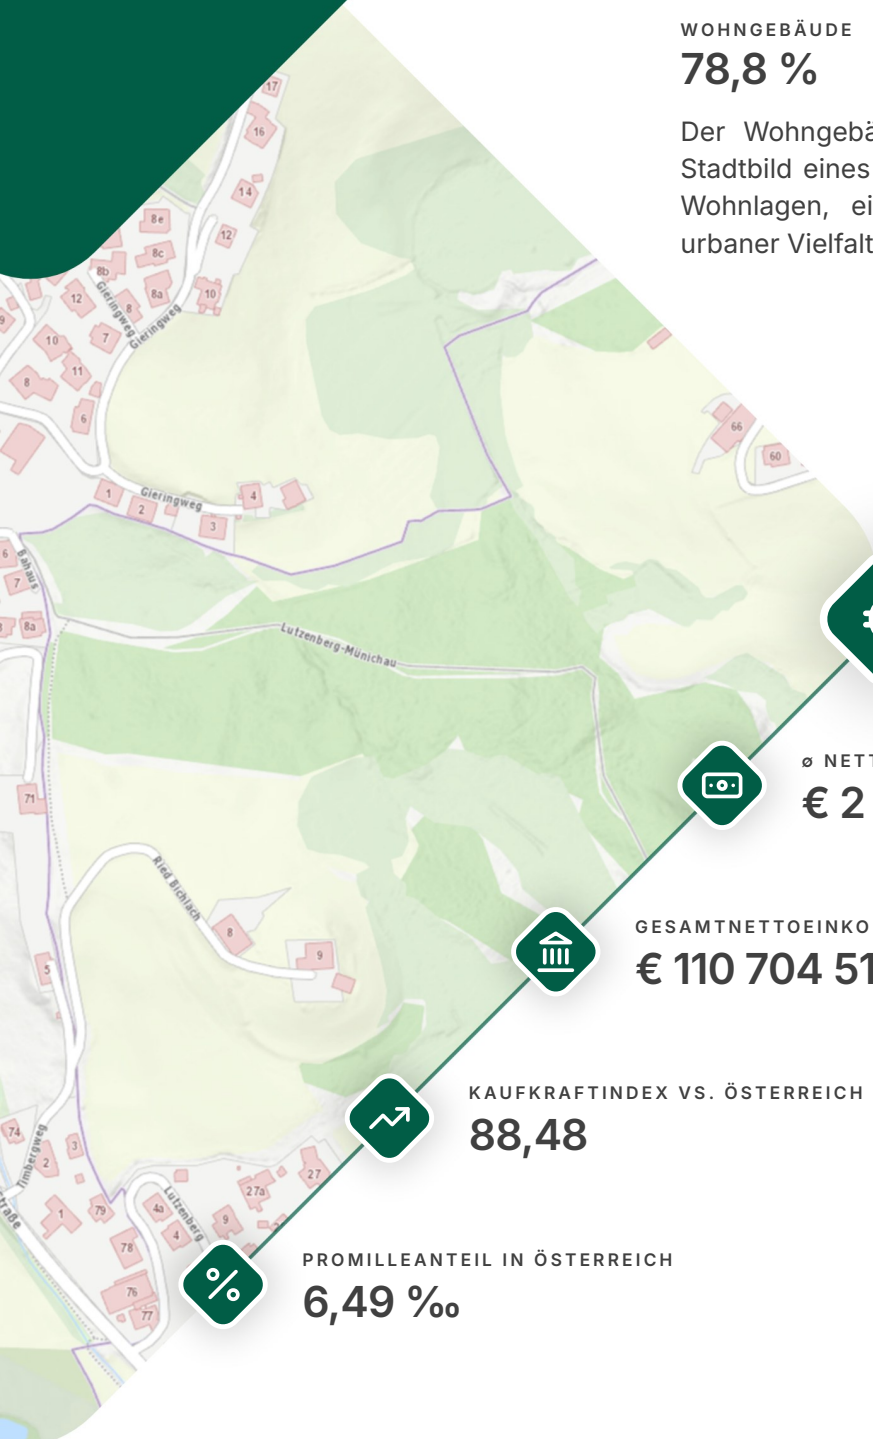 WOHNGEBÄUDE
78,8 %
Der Wohngebä
Stadtbild eines
Wohnlagen, ei
urbaner Vielfalt
17
16
14
12
8e
8c
8b
8a
10
12
8
Gieringweg
Gieringweg
9
10
7
11
8
6
66
60
1
Gieringweg
4
2
3
6
Bahaus
7
8a
Lutzenberg-Münichau
ø NETT
€ 2
71
Ried Bichlach
8
9
5
GESAMTNETTOEINKO
€ 110 704 51
KAUFKRAFTINDEX VS. ÖSTERREICH
88,48
74
Timbergweg
3
2
27
27a
Lutzenberg
1
79
4a
9
4
78
straße
PROMILLEANTEIL IN ÖSTERREICH
6,49 ‰
76
77